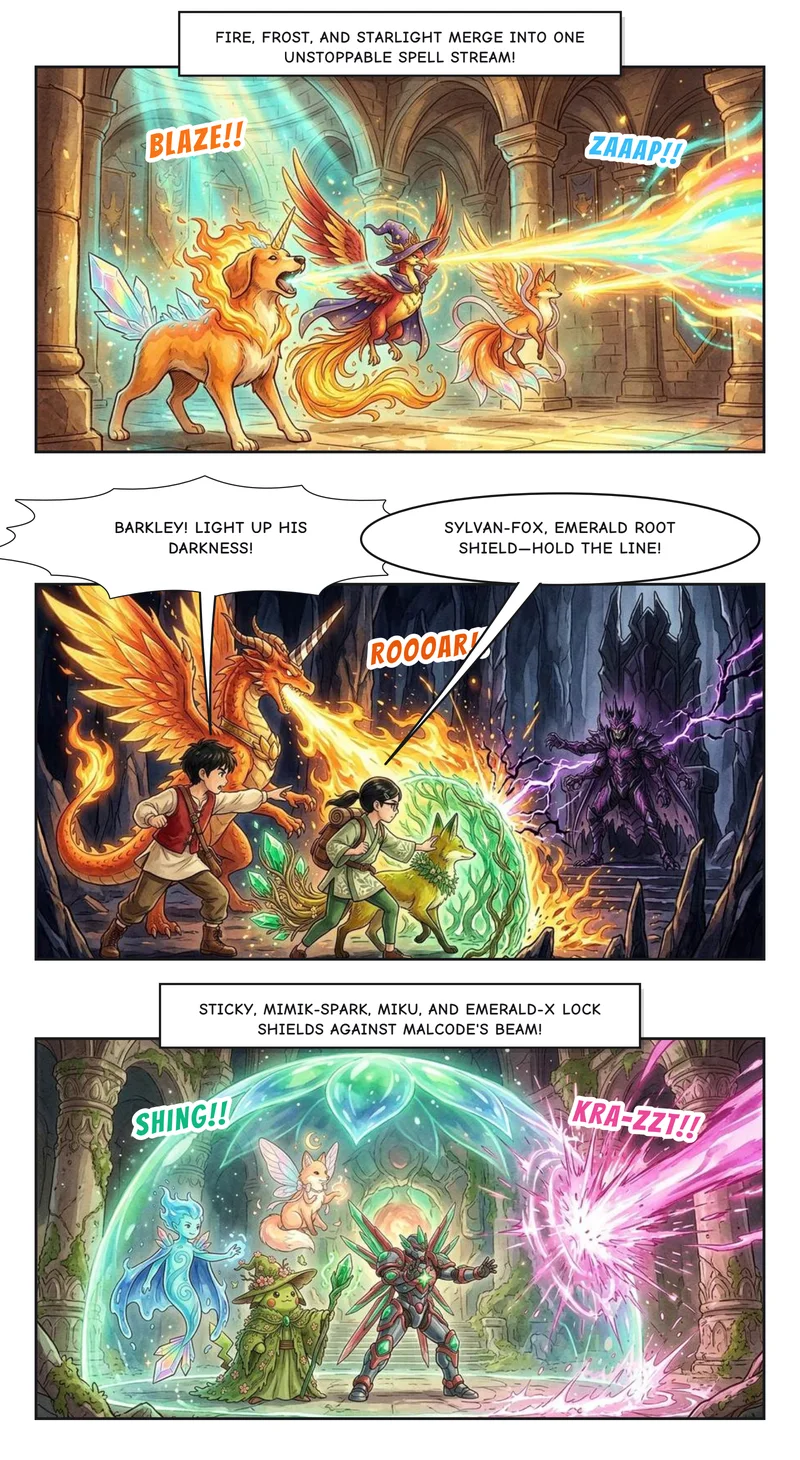 FIRE, FROST, AND STARLIGHT MERGE INTO ONE
UNSTOPPABLE SPELL STREAM!
BLAZE!!
ZAAAP!!
BARKLEY! LIGHT UP HIS
DARKNESS!
SYLVAN-FOX, EMERALD ROOT
SHIELD—HOLD THE LINE!
ROOOAR!
STICKY, MIMIK-SPARK, MIKU, AND EMERALD-X LOCK
SHIELDS AGAINST MALCODE'S BEAM!
SHING!!
KRA-ZZT!!